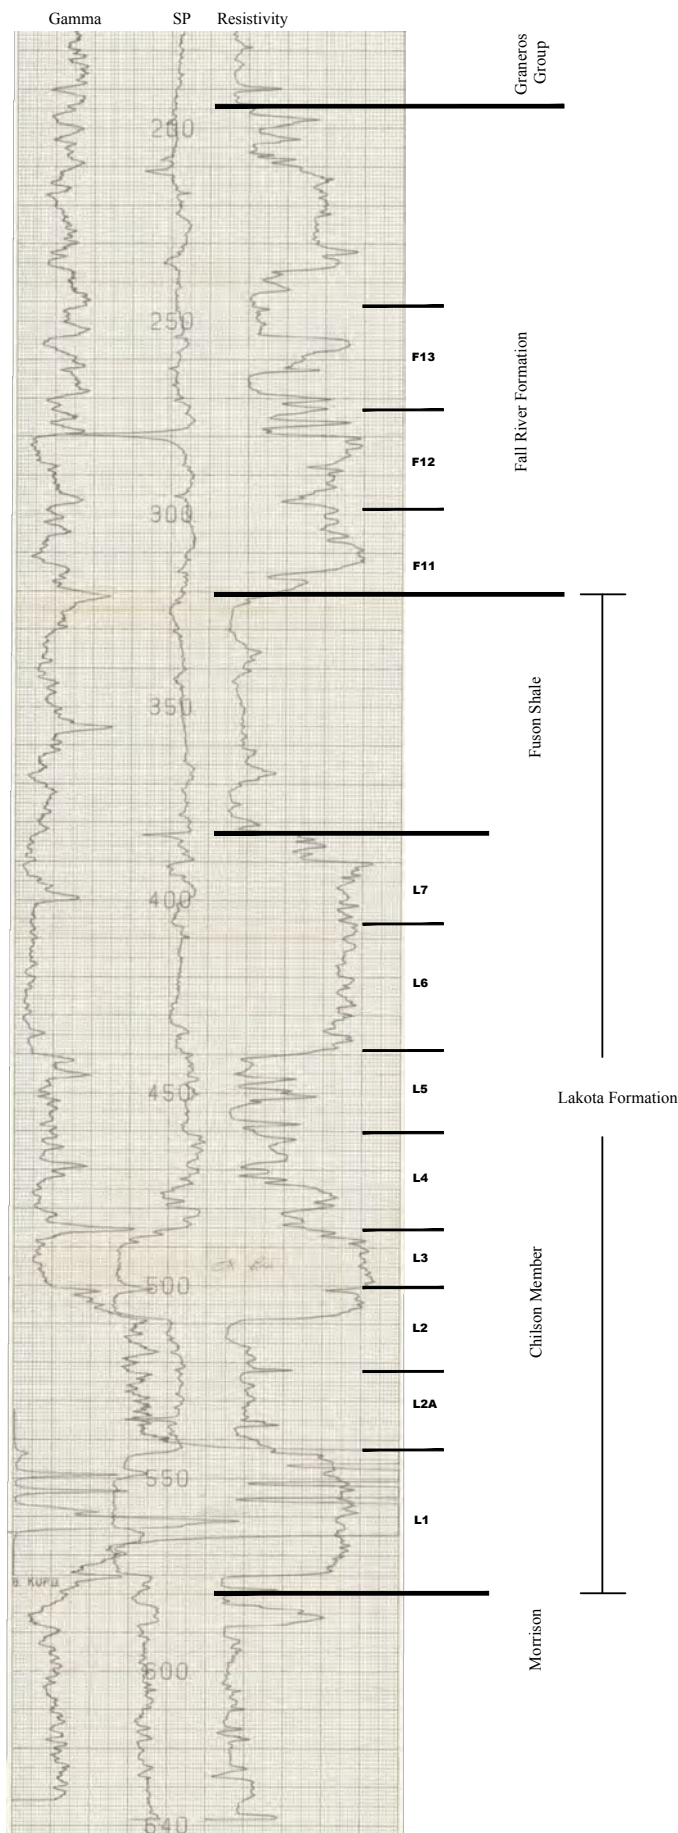 Gamma SP Resistivity
Graneros
Group
200
250
F13
Fall River Formation
F12
300
F11
350
Fuson Shale
400
L7
L6
450
L5
Lakota Formation
L4
L3
500
Chilson Member
L2
L2A
550
L1
Morrison
600
640